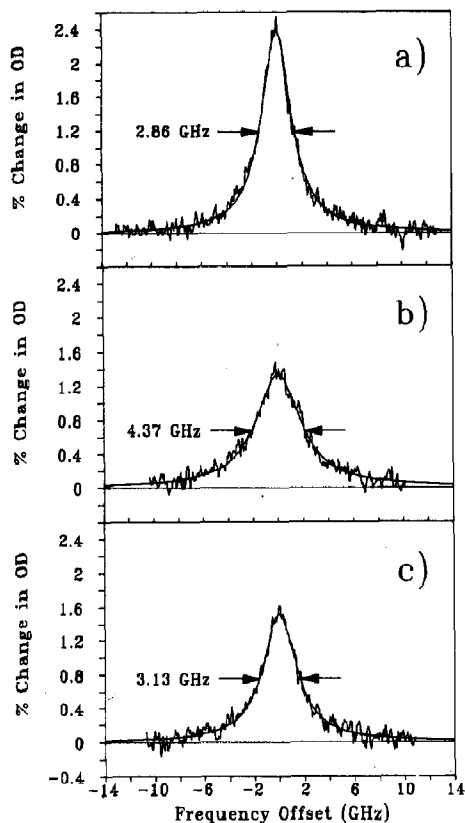 % Change in OD
2.4
2
1.6
1.2
0.8
0.4
0
a)
2.86 GHz
% Change in OD
2.4
2
1.6
1.2
0.8
0.4
0
b)
4.37 GHz
% Change in OD
2.4
2
1.6
1.2
0.8
0.4
0
-0.4
c)
3.13 GHz
-14 -10 -6 -2 2 6 10 14
Frequency Offset (GHz)